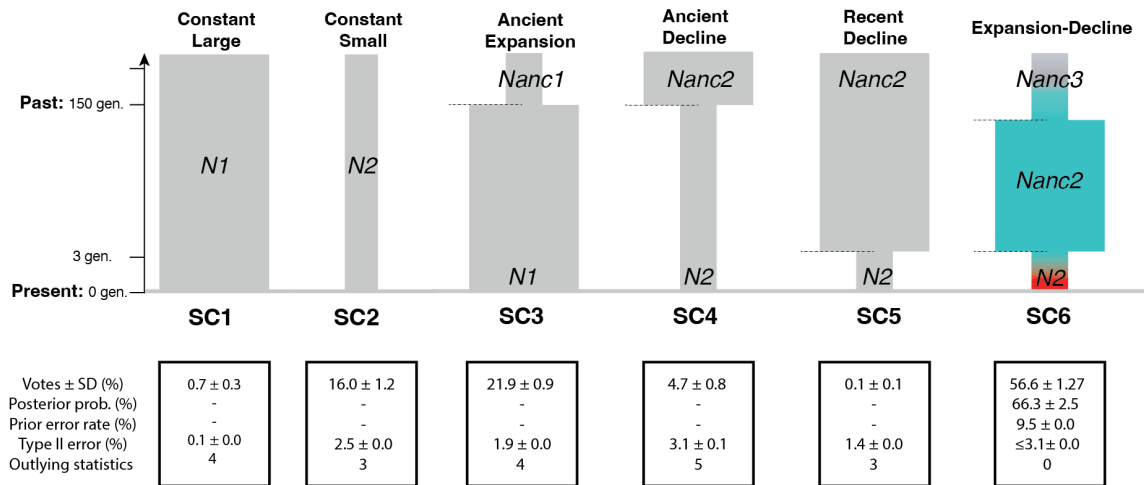 Constant Large
Constant Small
Ancient Expansion
Ancient Decline
Recent Decline
Expansion-Decline
Past: 150 gen.
3 gen.
Present: 0 gen.
N1
N2
Nanc1
N1
Nanc2
N2
Nanc2
N2
Nanc3
Nanc2
N2
SC1 SC2 SC3 SC4 SC5 SC6
Votes ± SD (%) 0.7 ± 0.3 16.0 ± 1.2 21.9 ± 0.9 4.7 ± 0.8 0.1 ± 0.1 56.6 ± 1.27
Posterior prob. (%) - - - - - 66.3 ± 2.5
Prior error rate (%) - - - - - 9.5 ± 0.0
Type II error (%) 0.1 ± 0.0 2.5 ± 0.0 1.9 ± 0.0 3.1 ± 0.1 1.4 ± 0.0 ≤3.1± 0.0
Outlying statistics 4 3 4 5 3 0